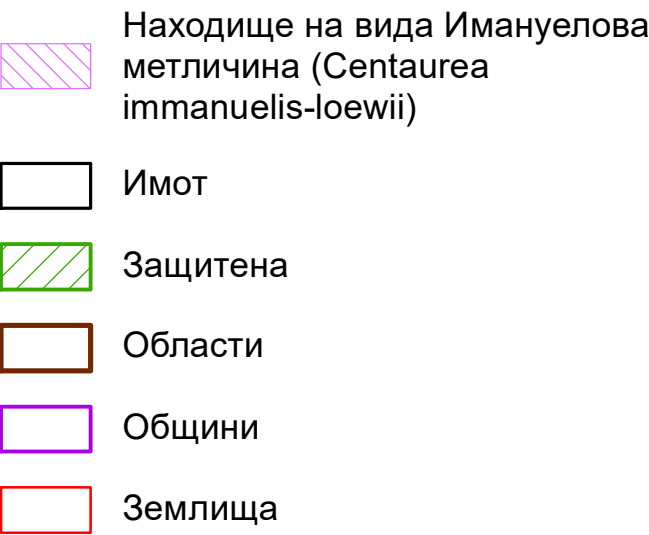 Находище на вида Имануелова
метличина (Centaurea
immanuelis-loewii)
Имот
Защитена
Области
Общини
Землища